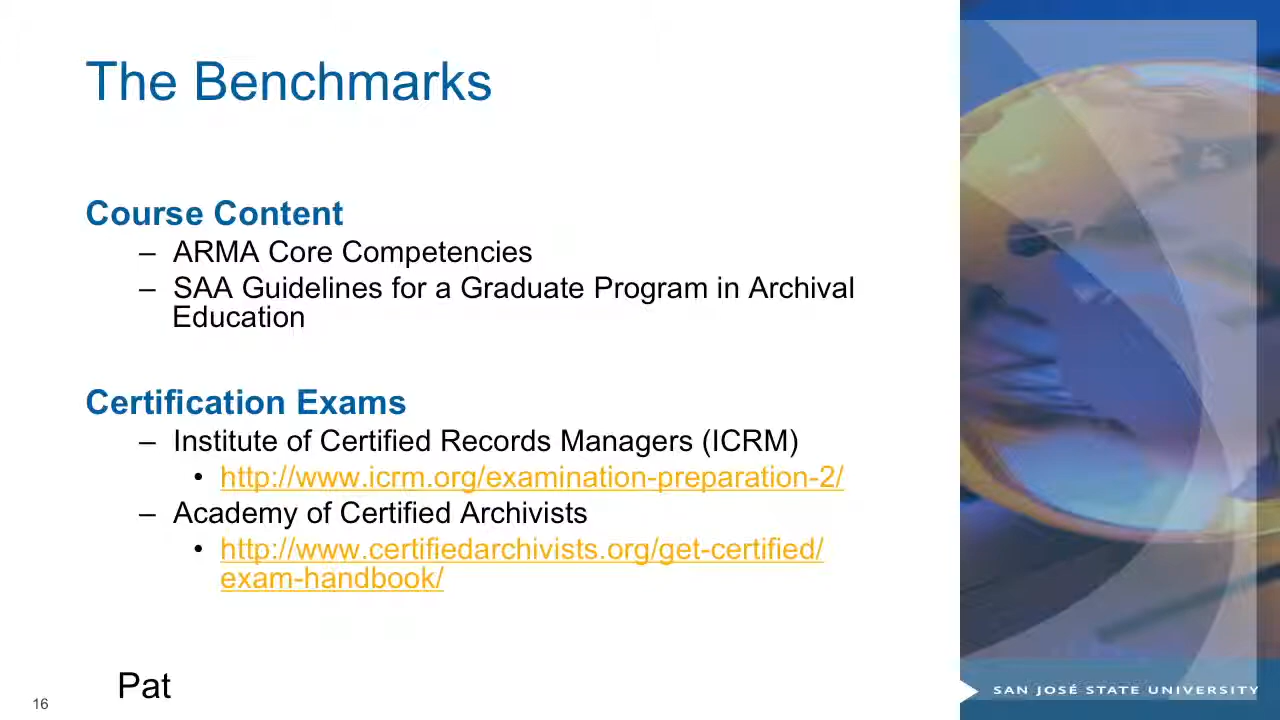 The Benchmarks
Course Content
– ARMA Core Competencies
– SAA Guidelines for a Graduate Program in Archival
Education
Certification Exams
– Institute of Certified Records Managers (ICRM)
• http://www.icrm.org/examination-preparation-2/
– Academy of Certified Archivists
• http://www.certifiedarchivists.org/get-certified/
exam-handbook/
Pat
16
SAN JOSÉ STATE UNIVERSITY